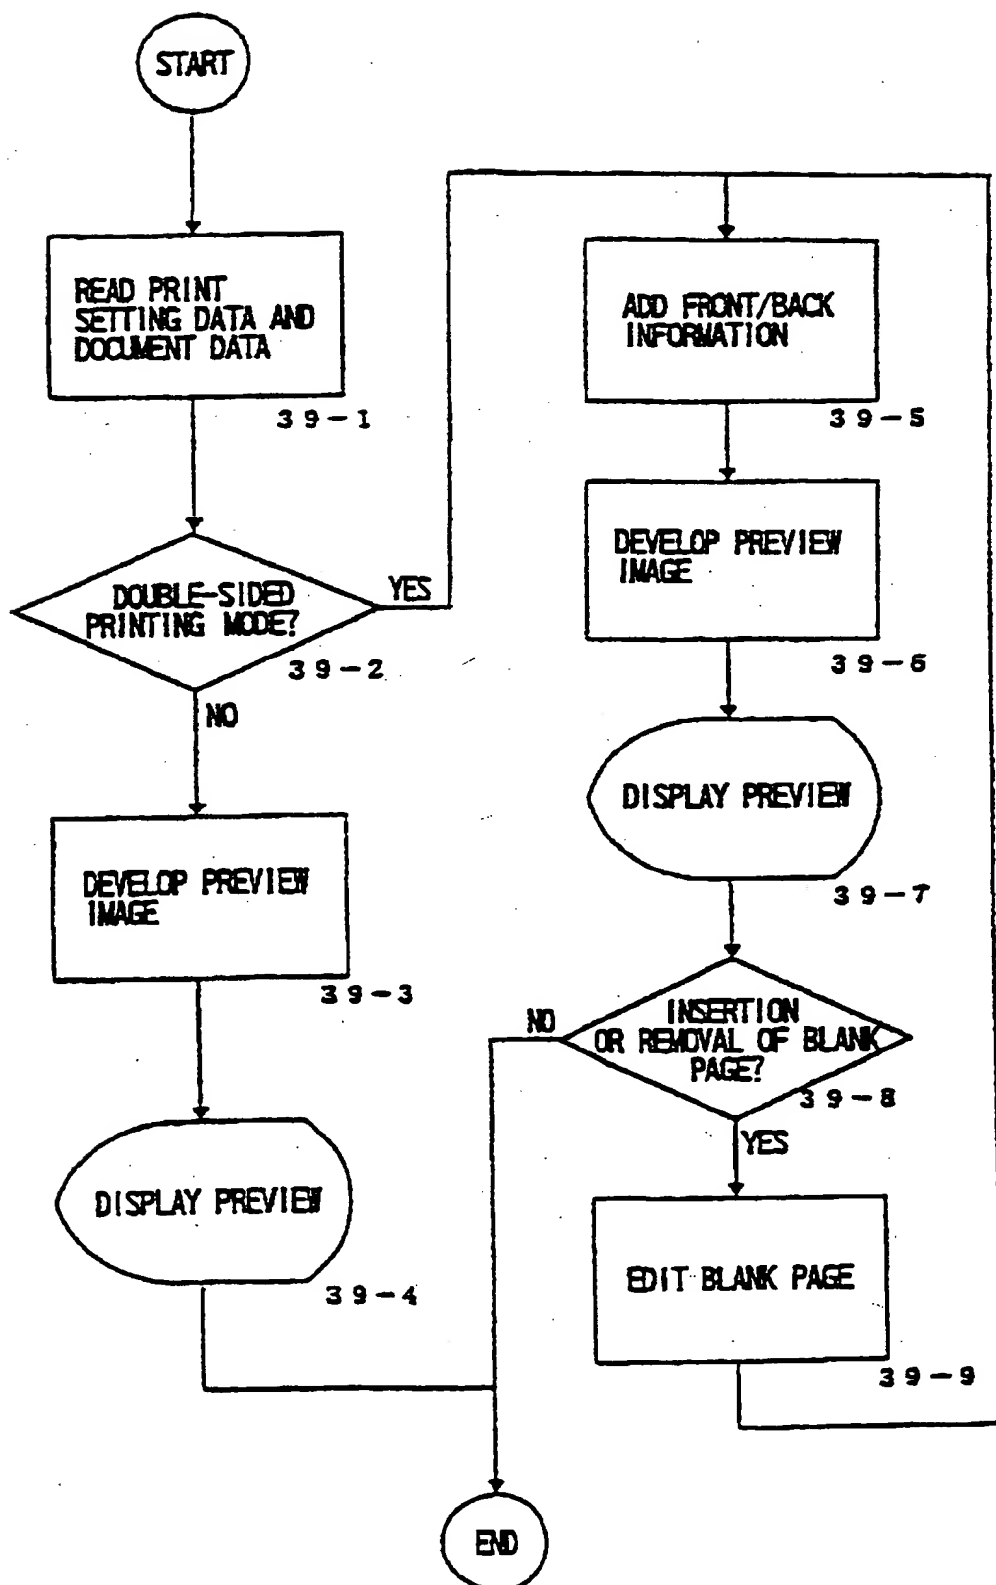 START
READ PRINT
SETTING DATA AND
DOCUMENT DATA
39-1
DOUBLE-SIDED
PRINTING MODE?
YES
39-2
NO
DEVELOP PREVIEW
IMAGE
39-3
DISPLAY PREVIEW
39-4
ADD FRONT/BACK
INFORMATION
39-5
DEVELOP PREVIEW
IMAGE
39-6
DISPLAY PREVIEW
39-7
INSERTION
OR REMOVAL OF BLANK
PAGE?
NO
39-8
YES
EDIT BLANK PAGE
39-9
END